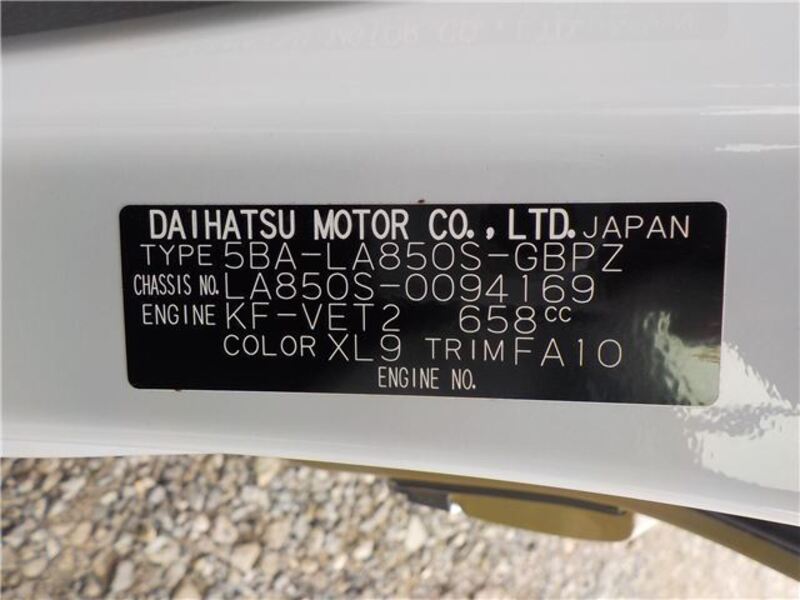 DAIHATSU MOTOR CO., LTD. JAPAN
TYPE 5BA-LA850S-GBPZ
CHASSIS NO. LA850S-0094169
ENGINE KF-VET2 658cc
COLOR XL9 TRIM FA10
ENGINE NO.